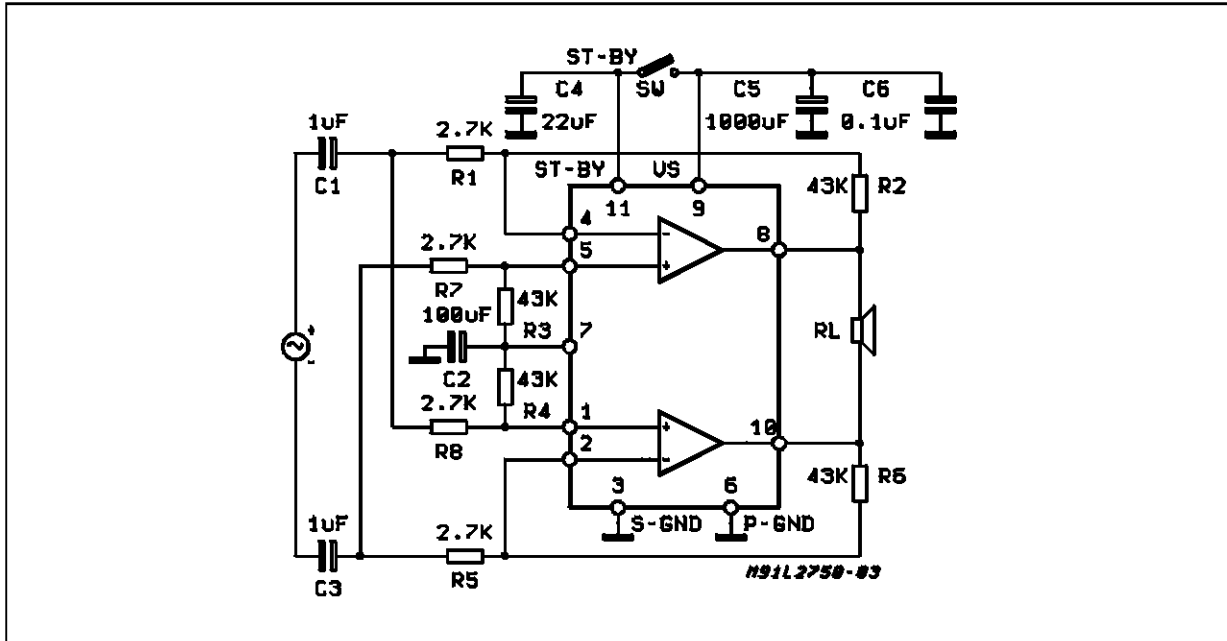 ST-BY
C4 SW C5 C6
22uF 1000uF 0.1uF
1uF 2.7K
C1 R1 ST-BY VS 43K R2
11 9
4 8
2.7K 5
R7 43K
100uF R3 7 RL
+
-
C2 43K
2.7K R4 1 10
R8 2 43K R6
3 6
1uF 2.7K S-GND P-GND
C3 R5 M91L2750-03
- +
+ -